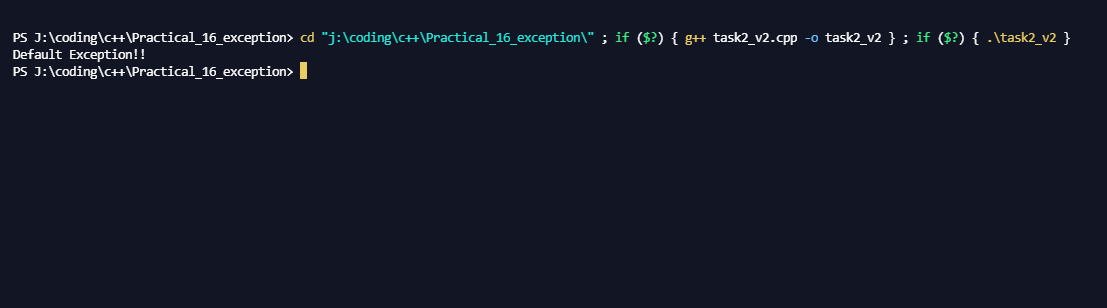 PS J:\coding\c++\Practical_16_exception> cd "j:\coding\c++\Practical_16_exception\" ; if ($?) { g++ task2_v2.cpp -o task2_v2 } ; if ($?) { .\task2_v2 }
Default Exception!!
PS J:\coding\c++\Practical_16_exception>